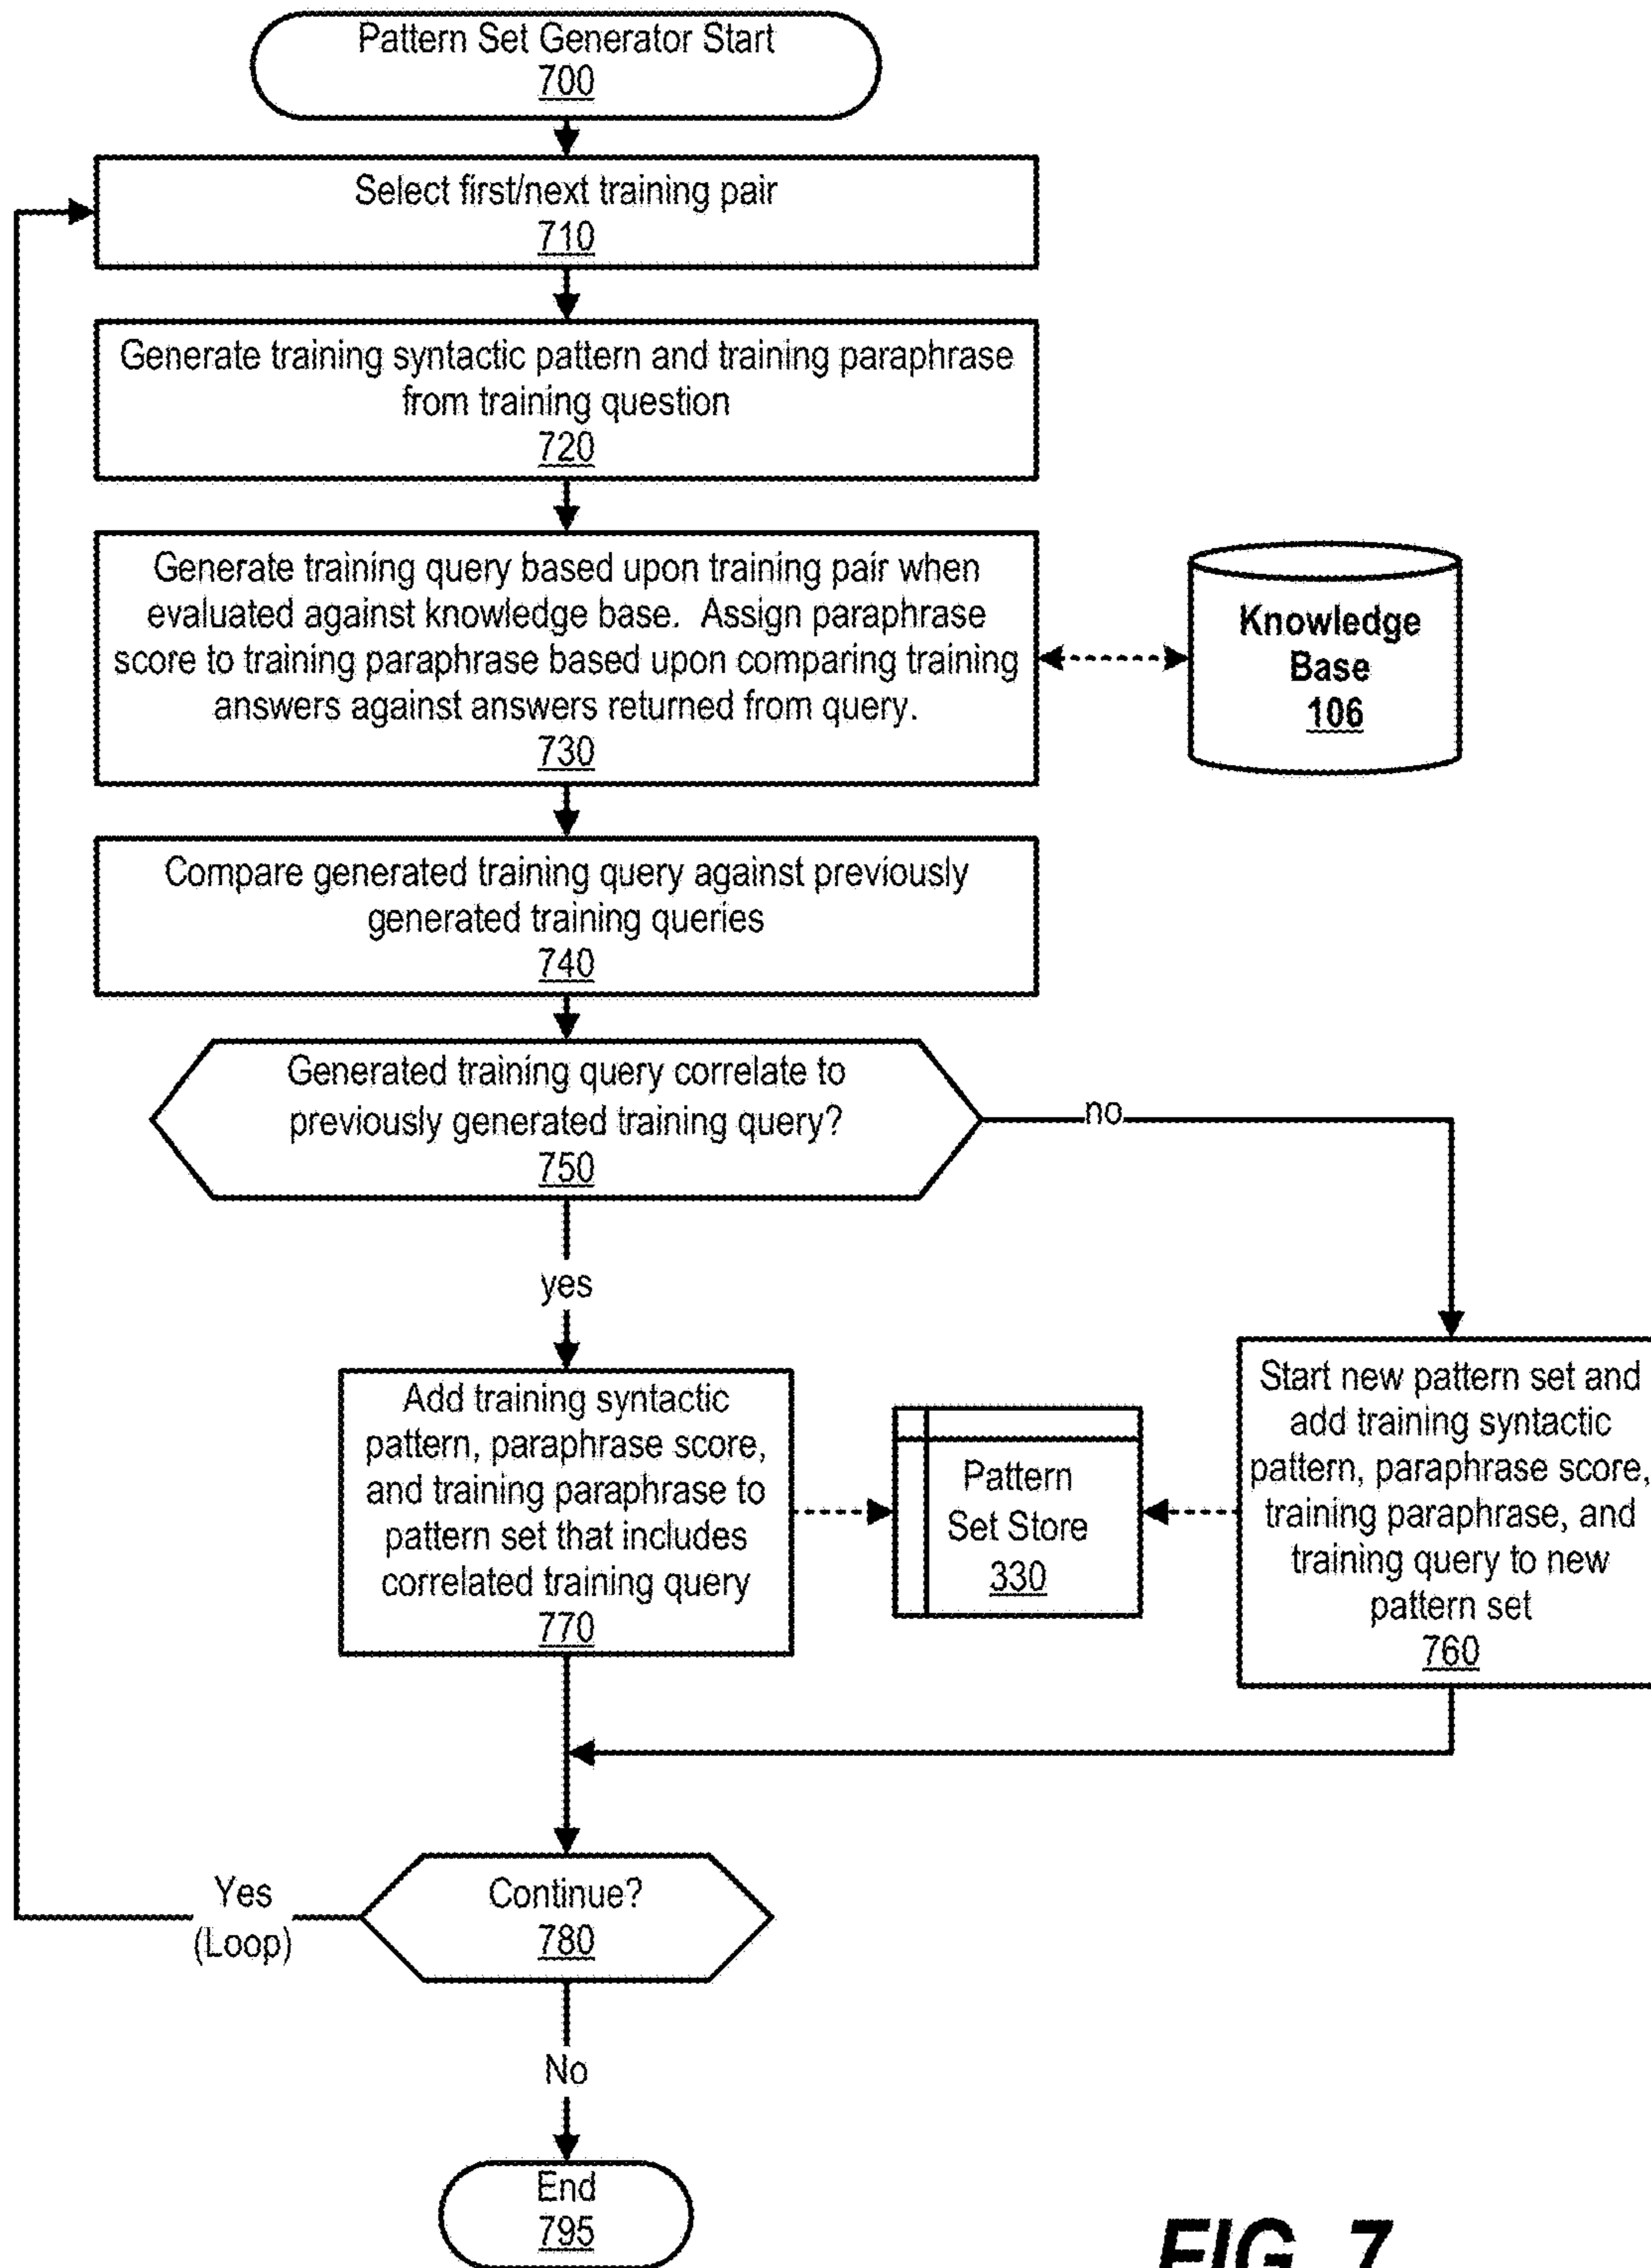 Pattern Set Generator Start
700
Select first/next training pair
710
Generate training syntactic pattern and training paraphrase
from training question
720
Generate training query based upon training pair when
evaluated against knowledge base. Assign paraphrase
score to training paraphrase based upon comparing training
answers against answers returned from query.
730
Knowledge
Base
106
Compare generated training query against previously
generated training queries
740
Generated training query correlate to
previously generated training query?
750
no
yes
Add training syntactic
pattern, paraphrase score,
and training paraphrase to
pattern set that includes
correlated training query
770
Pattern
Set Store
330
Start new pattern set and
add training syntactic
pattern, paraphrase score,
training paraphrase, and
training query to new
pattern set
760
Continue?
780
Yes
(Loop)
No
End
795
FIG. 7